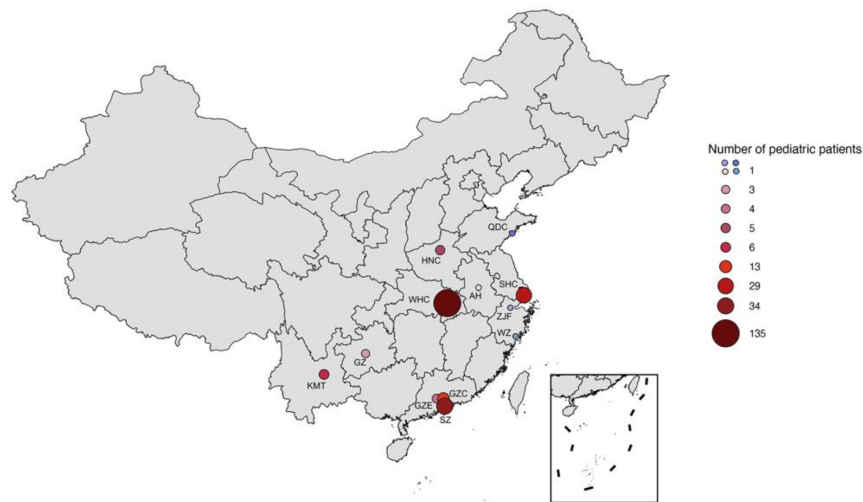 Number of pediatric patients
1
3
4
5
6
13
29
34
135
QDC
HNC
SHC
AH
WHC
ZJF
WZ
GZ
KMT
GZC
GZE
SZ